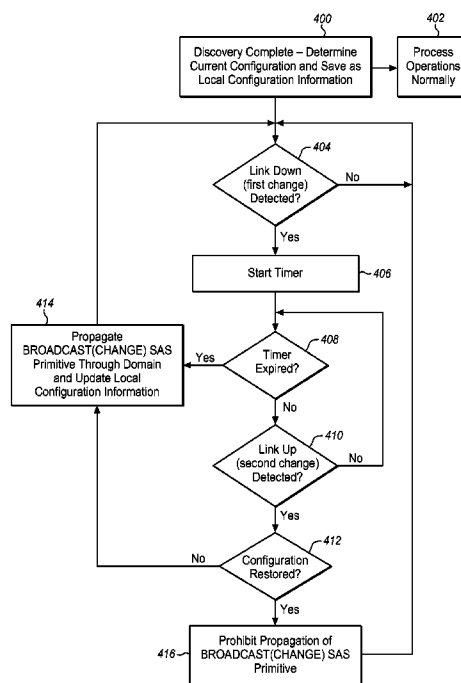 400
402
Discovery Complete – Determine
Current Configuration and Save as
Local Configuration Information
Process
Operations
Normally
404
Link Down
(first change)
Detected?
No
Yes
Start Timer
406
414
Propagate
BROADCAST(CHANGE) SAS
Primitive Through Domain
and Update Local
Configuration Information
Yes
408
Timer
Expired?
No
410
Link Up
(second change)
Detected?
No
Yes
412
Configuration
Restored?
No
Yes
416
Prohibit Propagation of
BROADCAST(CHANGE) SAS
Primitive